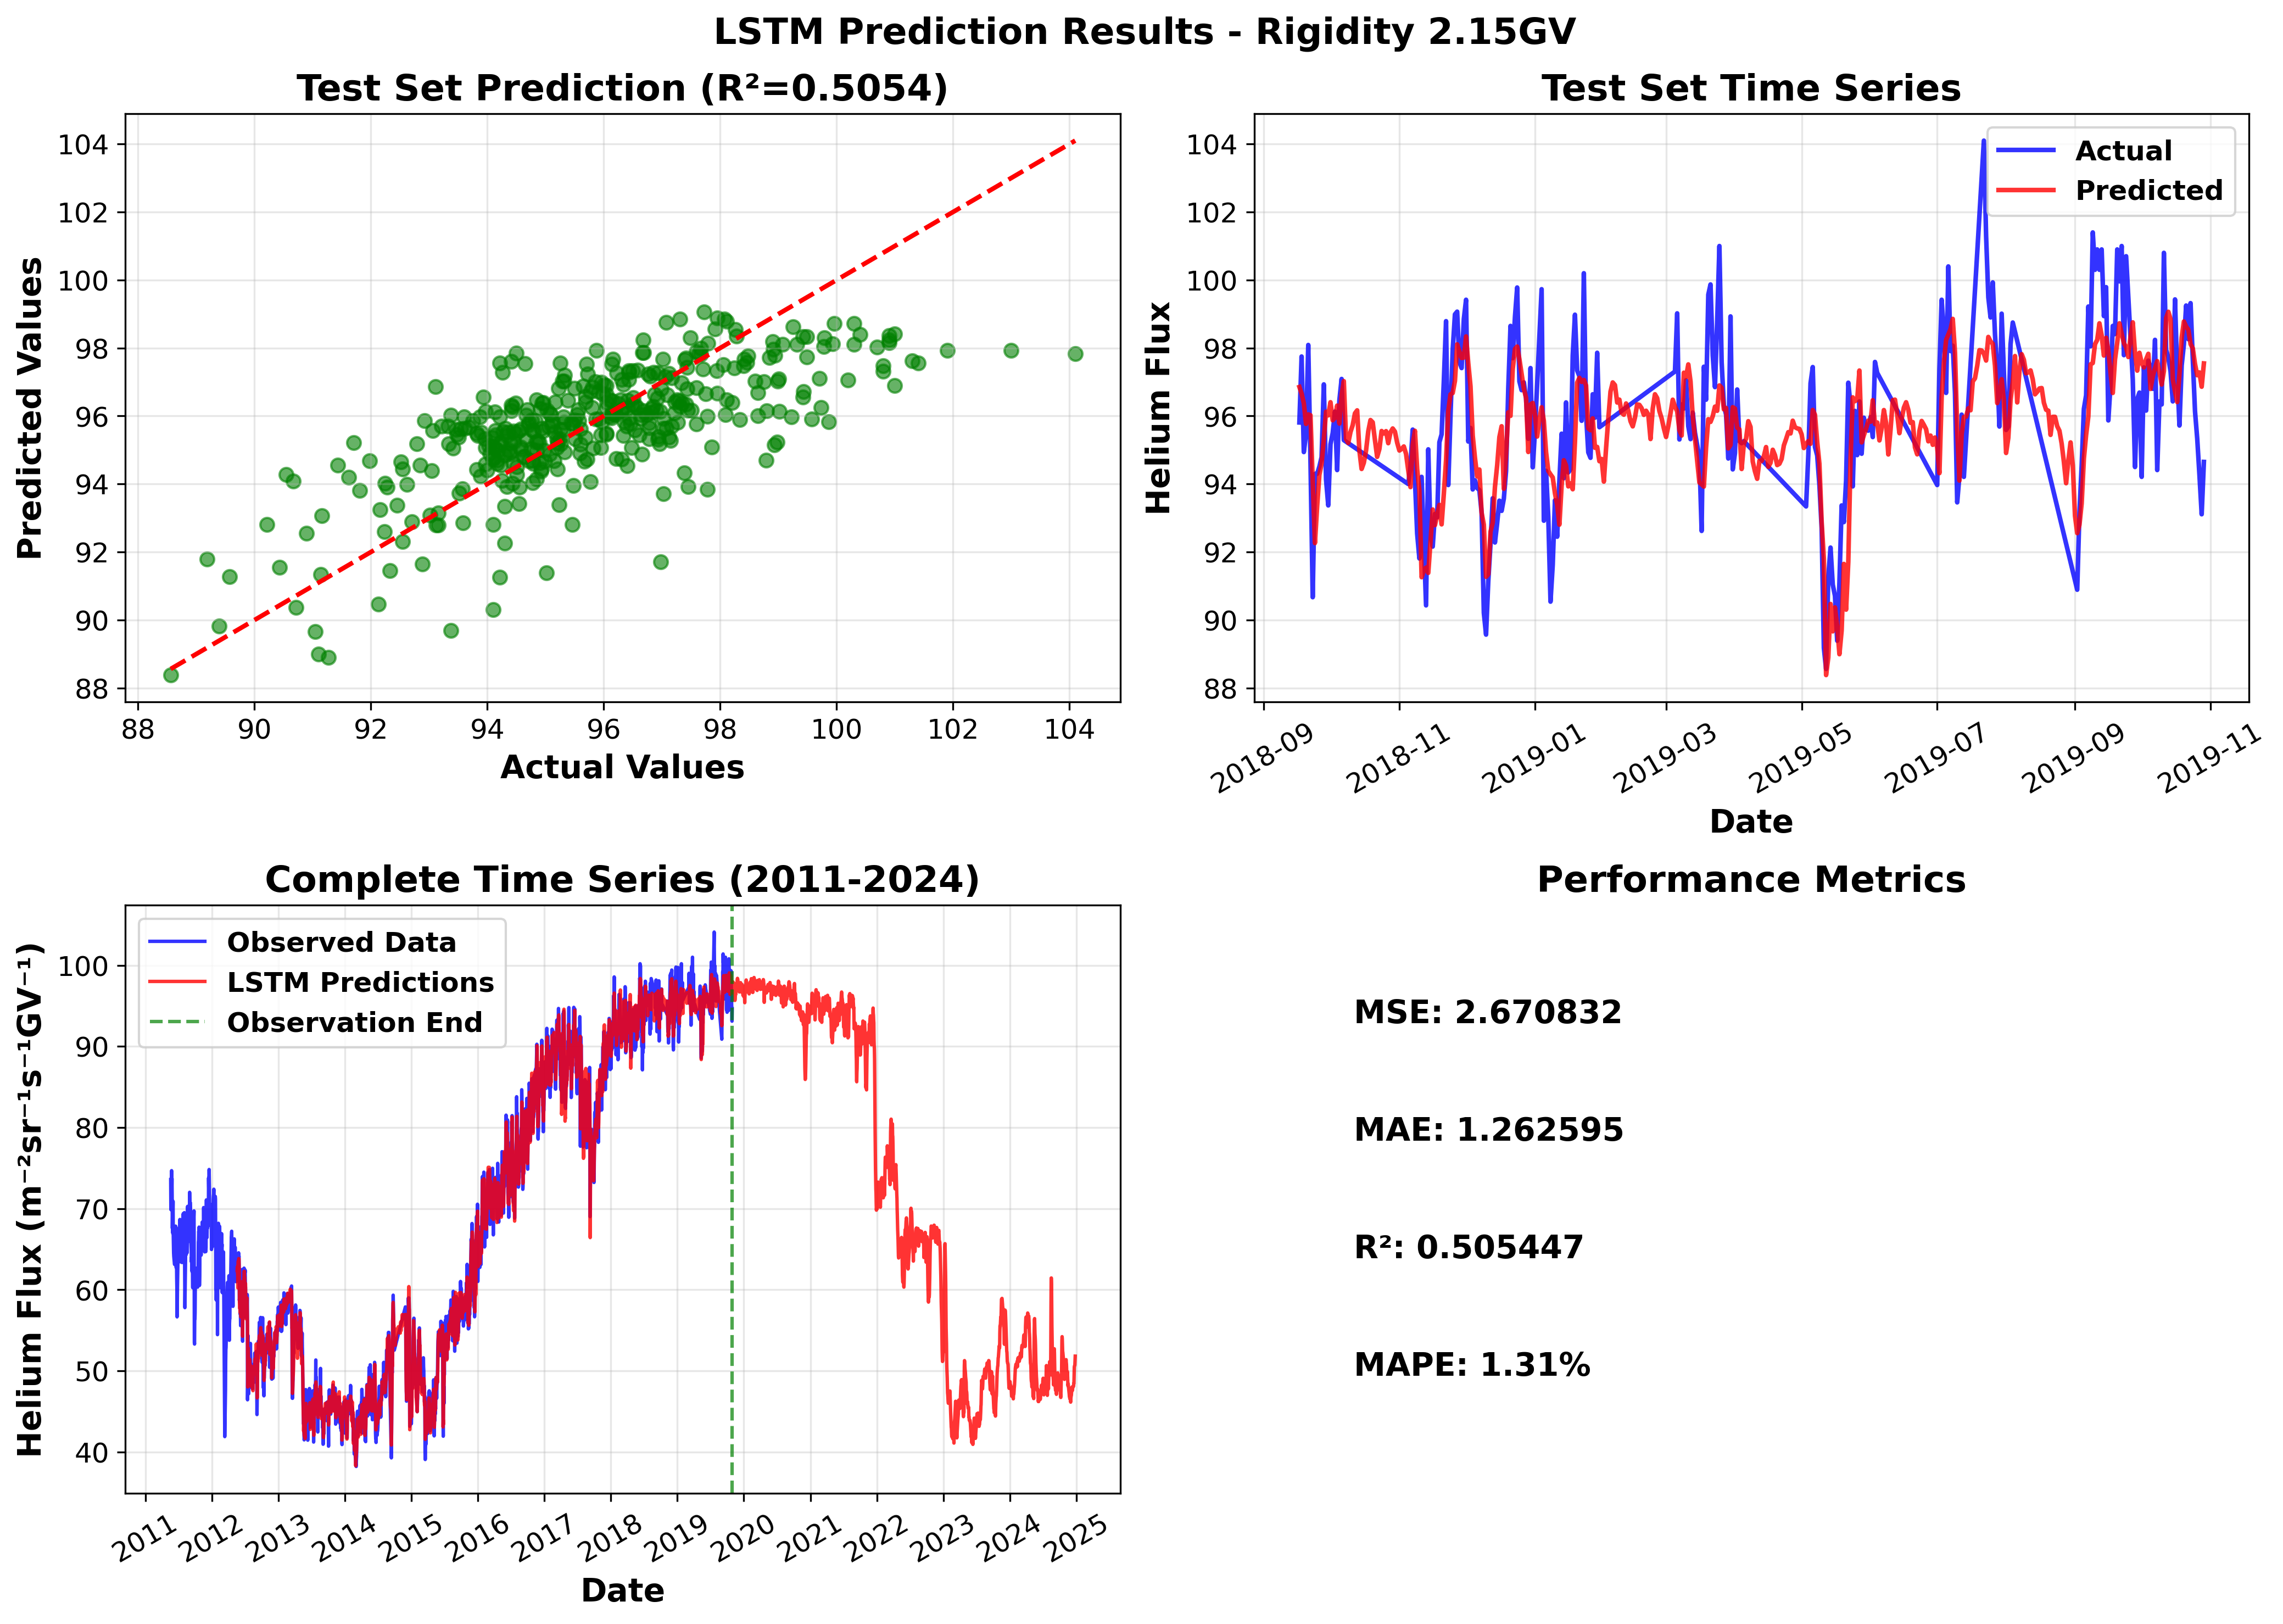 LSTM Prediction Results - Rigidity 2.15GV
Test Set Prediction (R²=0.5054)
Predicted Values
104
102
100
98
96
94
92
90
88
88 90 92 94 96 98 100 102 104
Actual Values
Test Set Time Series
Helium Flux
104
102
100
98
96
94
92
90
88
Actual
Predicted
2018-09 2018-11 2019-01 2019-03 2019-05 2019-07 2019-09 2019-11
Date
Complete Time Series (2011-2024)
Helium Flux (m⁻²sr⁻¹s⁻¹GV⁻¹)
100
90
80
70
60
50
40
Observed Data
LSTM Predictions
Observation End
2011 2012 2013 2014 2015 2016 2017 2018 2019 2020 2021 2022 2023 2024 2025
Date
Performance Metrics
MSE: 2.670832
MAE: 1.262595
R²: 0.505447
MAPE: 1.31%